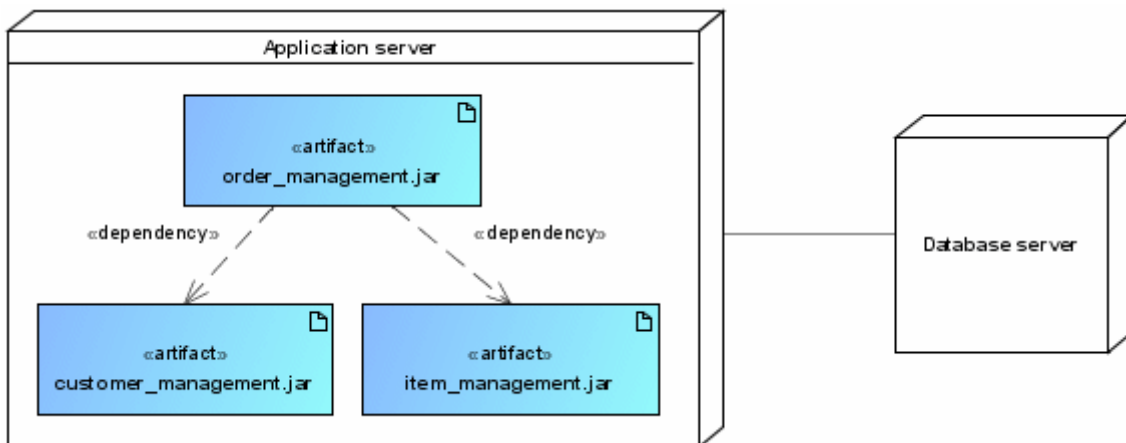 Application server
«artifact»
order_management.jar
«dependency»
«dependency»
Database server
«artifact»
customer_management.jar
«artifact»
item_management.jar